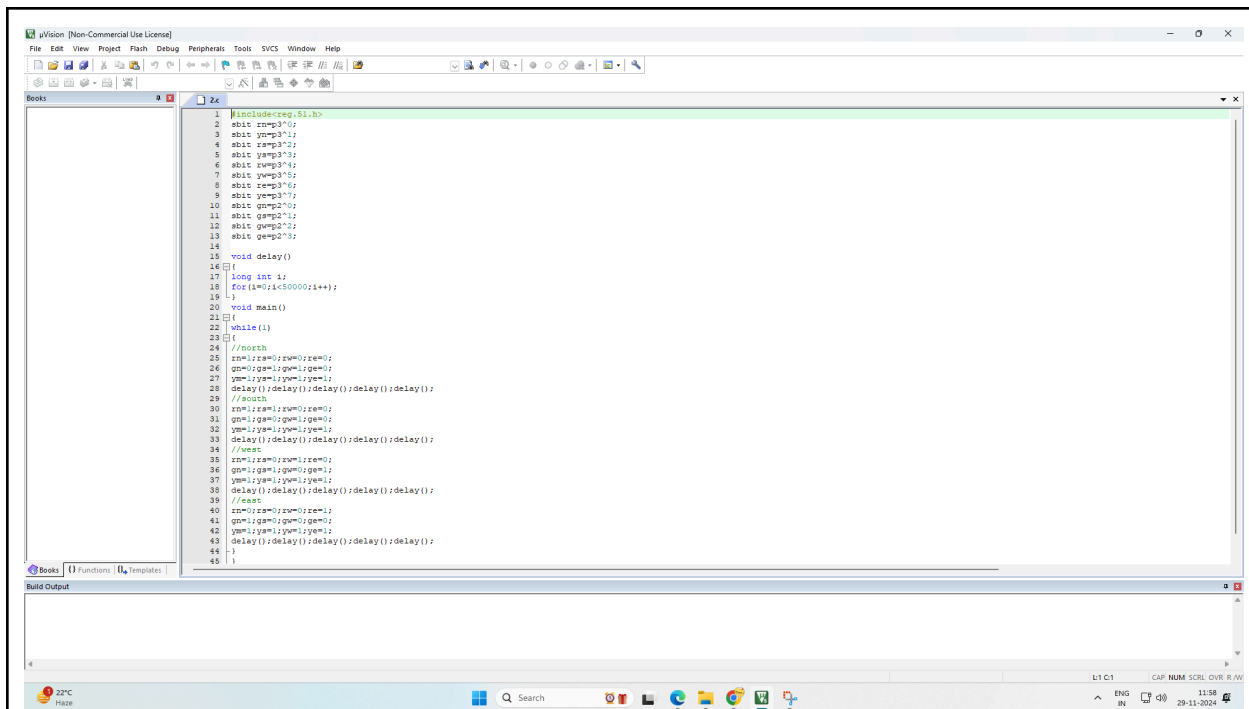 µVision [Non-Commercial Use License]
File Edit View Project Flash Debug Peripherals Tools SVCS Window Help
Books
2.c
1 #include<reg.51.h>
2 sbit rn=p3^0;
3 sbit yn=p3^1;
4 sbit rs=p3^2;
5 sbit ys=p3^3;
6 sbit rw=p3^4;
7 sbit yw=p3^5;
8 sbit re=p3^6;
9 sbit ye=p3^7;
10 sbit gn=p2^0;
11 sbit gs=p2^1;
12 sbit gw=p2^2;
13 sbit ge=p2^3;
14
15 void delay()
16 {
17 long int i;
18 for(i=0;i<50000;i++);
19 }
20 void main()
21 {
22 while(1)
23 {
24 //north
25 rn=1;rs=0;rw=0;re=0;
26 gn=0;gs=1;gw=1;ge=0;
27 ym=1;ys=1;yw=1;ye=1;
28 delay();delay();delay();delay();delay();
29 //south
30 rn=1;rs=1;rw=0;re=0;
31 gn=1;gs=0;gw=1;ge=0;
32 ym=1;ys=1;yw=1;ye=1;
33 delay();delay();delay();delay();delay();
34 //west
35 rn=1;rs=0;rw=1;re=0;
36 gn=1;gs=1;gw=0;ge=1;
37 ym=1;ys=1;yw=1;ye=1;
38 delay();delay();delay();delay();delay();
39 //east
40 rn=0;rs=0;rw=0;re=1;
41 gn=1;gs=0;gw=0;ge=0;
42 ym=1;ys=1;yw=1;ye=1;
43 delay();delay();delay();delay();delay();
44 }
45 }
Books {} Functions 0 Templates
Build Output
L:1 C:1 CAP NUM SCRL OVR R/W
1
22°C
Haze
Search
ENG
IN
11:58
29-11-2024